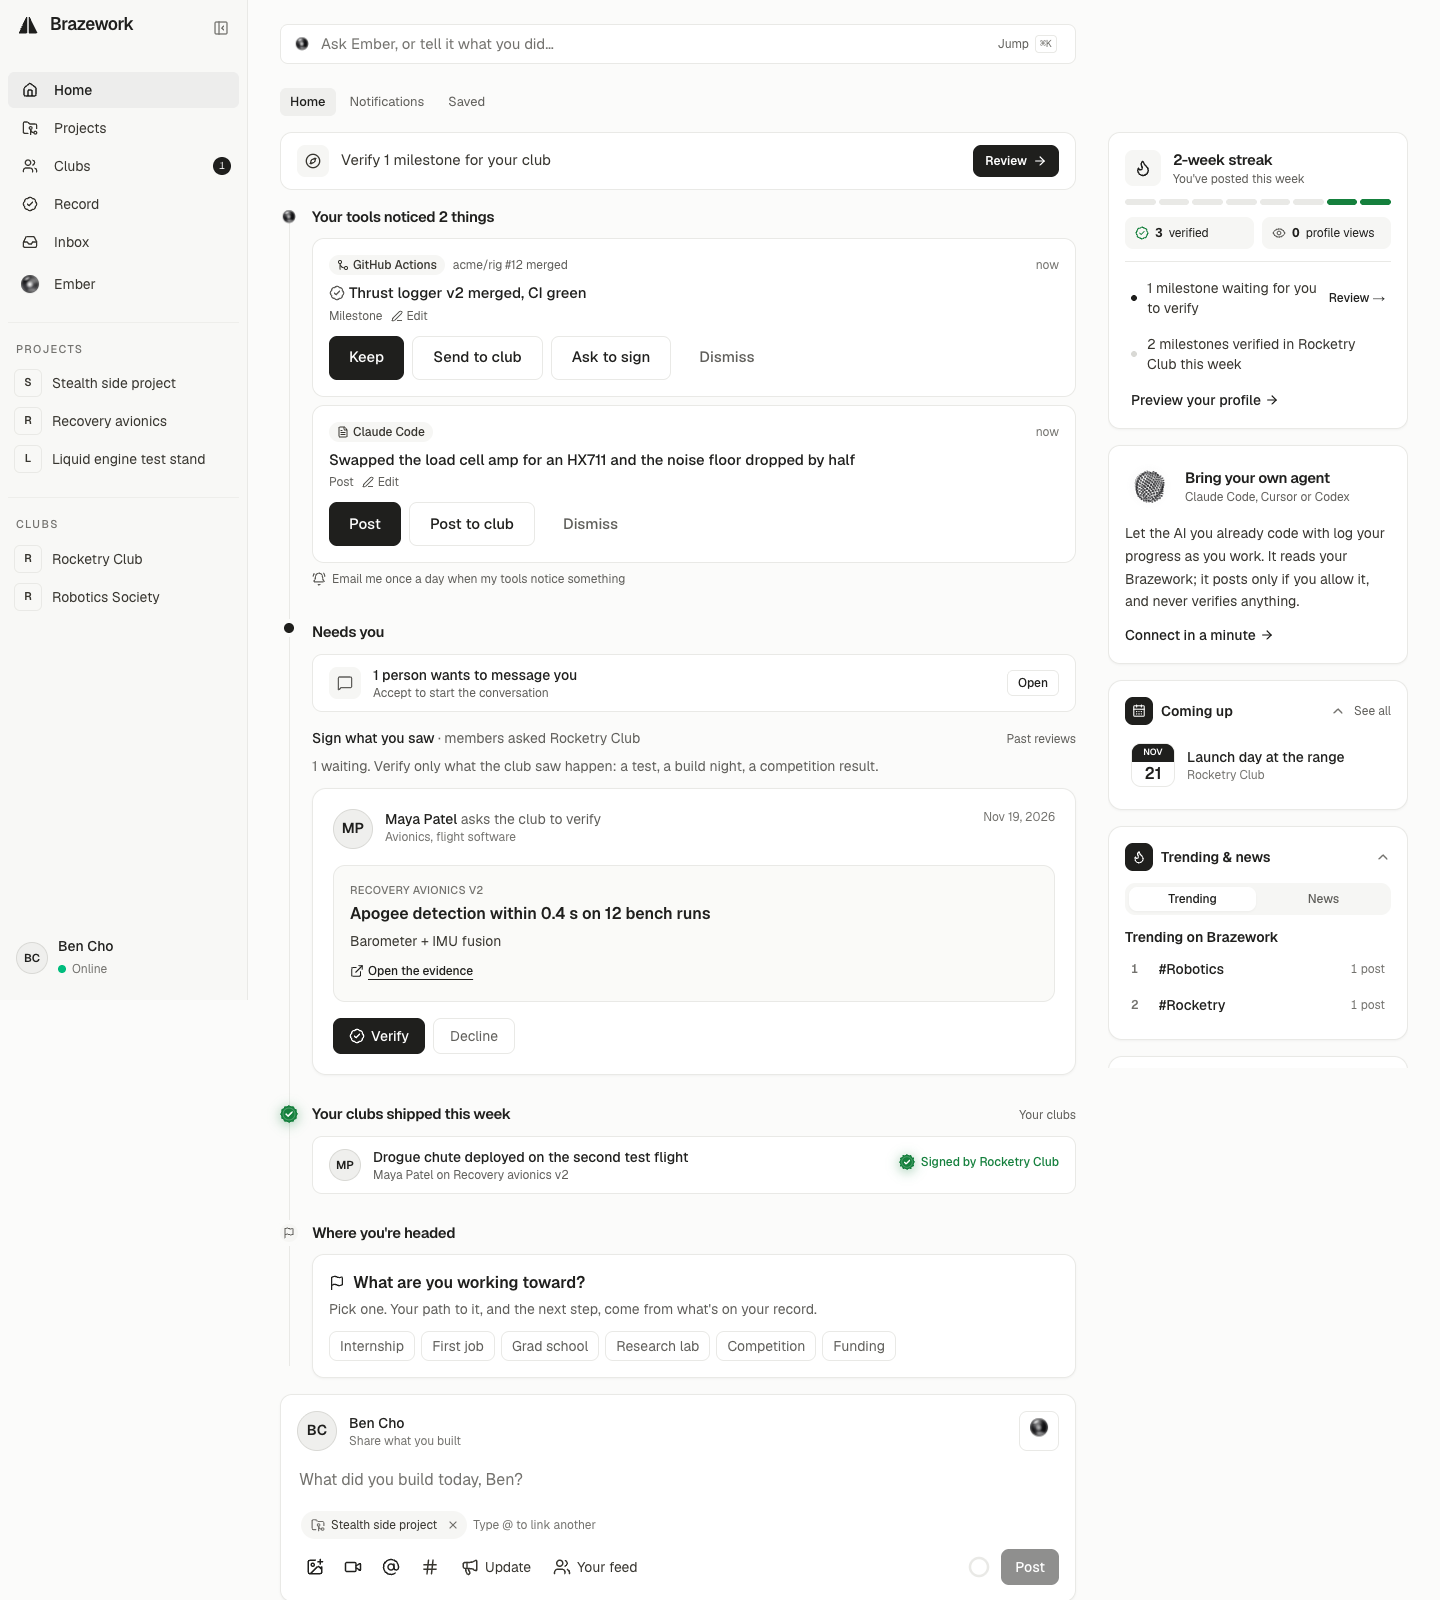 Brazework
Home
Projects
Clubs
1
Record
Inbox
Ember
PROJECTS
S
Stealth side project
R
Recovery avionics
L
Liquid engine test stand
CLUBS
R
Rocketry Club
R
Robotics Society
BC
Ben Cho
Online
Ask Ember, or tell it what you did...
Jump
⌘K
Home
Notifications
Saved
Verify 1 milestone for your club
Review →
Your tools noticed 2 things
GitHub Actions
acme/rig #12 merged
now
Thrust logger v2 merged, CI green
Milestone
Edit
Keep
Send to club
Ask to sign
Dismiss
Claude Code
now
Swapped the load cell amp for an HX711 and the noise floor dropped by half
Post
Edit
Post
Post to club
Dismiss
Email me once a day when my tools notice something
Needs you
1 person wants to message you
Accept to start the conversation
Open
Sign what you saw · members asked Rocketry Club
Past reviews
1 waiting. Verify only what the club saw happen: a test, a build night, a competition result.
MP
Maya Patel asks the club to verify
Avionics, flight software
Nov 19, 2026
RECOVERY AVIONICS V2
Apogee detection within 0.4 s on 12 bench runs
Barometer + IMU fusion
Open the evidence
Verify
Decline
Your clubs shipped this week
Your clubs
MP
Drogue chute deployed on the second test flight
Maya Patel on Recovery avionics v2
Signed by Rocketry Club
Where you're headed
What are you working toward?
Pick one. Your path to it, and the next step, come from what's on your record.
Internship
First job
Grad school
Research lab
Competition
Funding
BC
Ben Cho
Share what you built
What did you build today, Ben?
Stealth side project ×
Type @ to link another
Update
Your feed
Post
2-week streak
You've posted this week
3 verified
0 profile views
1 milestone waiting for you
to verify
Review →
2 milestones verified in Rocketry
Club this week
Preview your profile →
Bring your own agent
Claude Code, Cursor or Codex
Let the AI you already code with log your
progress as you work. It reads your
Brazework; it posts only if you allow it,
and never verifies anything.
Connect in a minute →
Coming up
See all
NOV
21
Launch day at the range
Rocketry Club
Trending & news
Trending
News
Trending on Brazework
1
#Robotics
1 post
2
#Rocketry
1 post